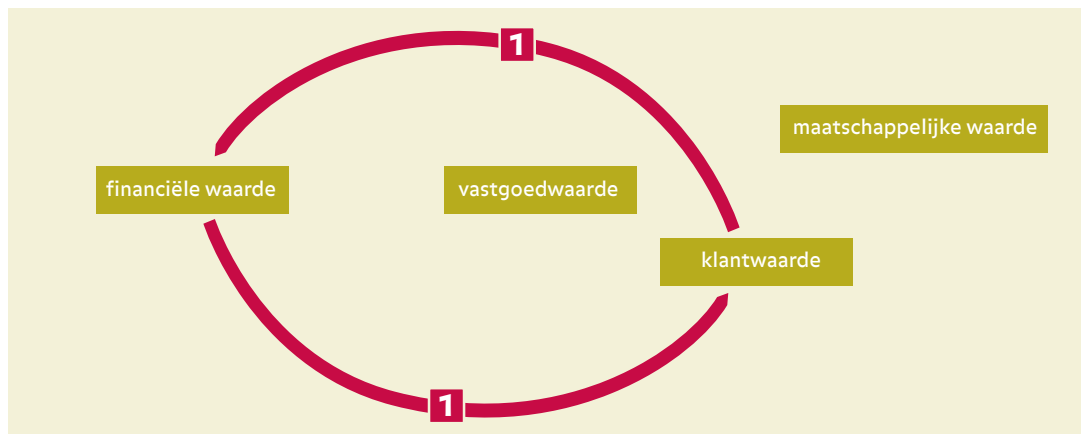 1
maatschappelijke waarde
financiële waarde
vastgoedwaarde
klantwaarde
1